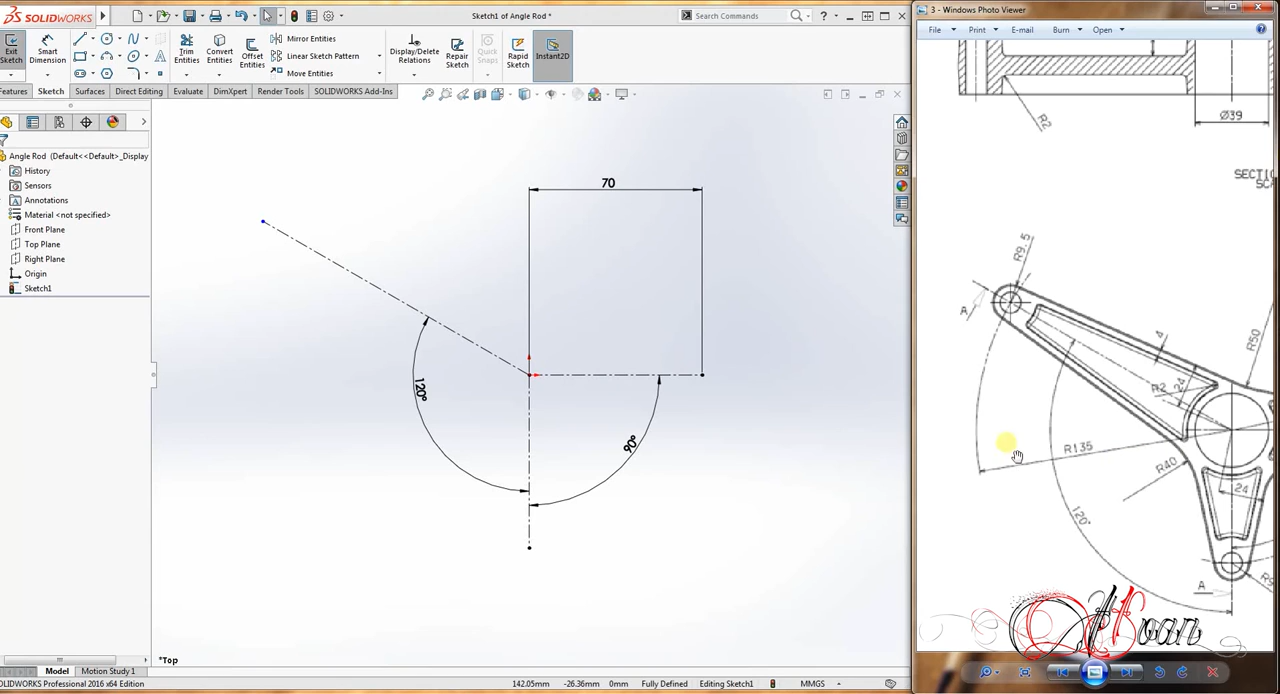 SOLIDWORKS
Sketch1 of Angle Rod *
Search Commands
3 - Windows Photo Viewer
File
Print
E-mail
Burn
Open
Exit Sketch
Smart Dimension
Trim Entities
Convert Entities
Offset Entities
Mirror Entities
Linear Sketch Pattern
Move Entities
Display/Delete Relations
Quick Snaps
Repair Sketch
Rapid Sketch
Instant2D
Features
Sketch
Surfaces
Direct Editing
Evaluate
DimXpert
Render Tools
SOLIDWORKS Add-Ins
Angle Rod (Default<<Default>_Display
History
Sensors
Annotations
Material <not specified>
Front Plane
Top Plane
Right Plane
Origin
Sketch1
70
120°
90°
*Top
R2
Ø39
SECTIO
R9.5
A
4
R50
R2
24
R135
R40
24
120°
A
Model
Motion Study 1
SOLIDWORKS Professional 2016 x64 Edition
142.05mm
-26.36mm
0mm
Fully Defined
Editing Sketch1
MMGS